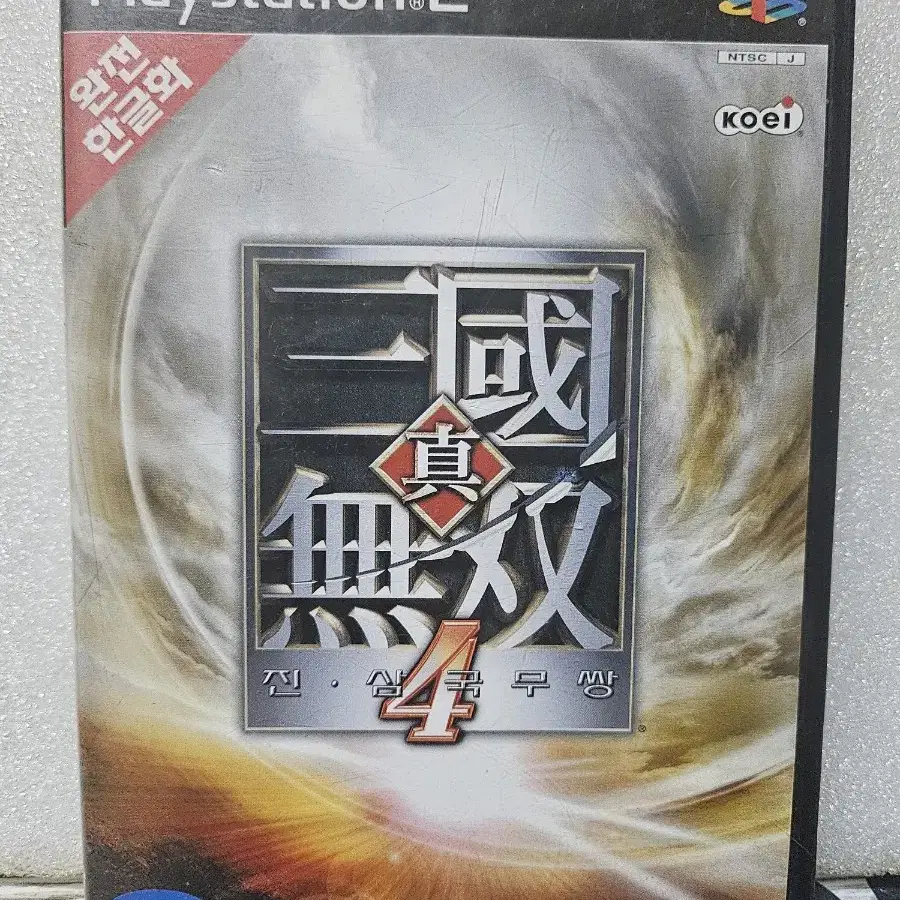 PlayStation® 2
완전
한글화
NTSC J
KOEI
三國
真
無双
4
진·삼국무쌍